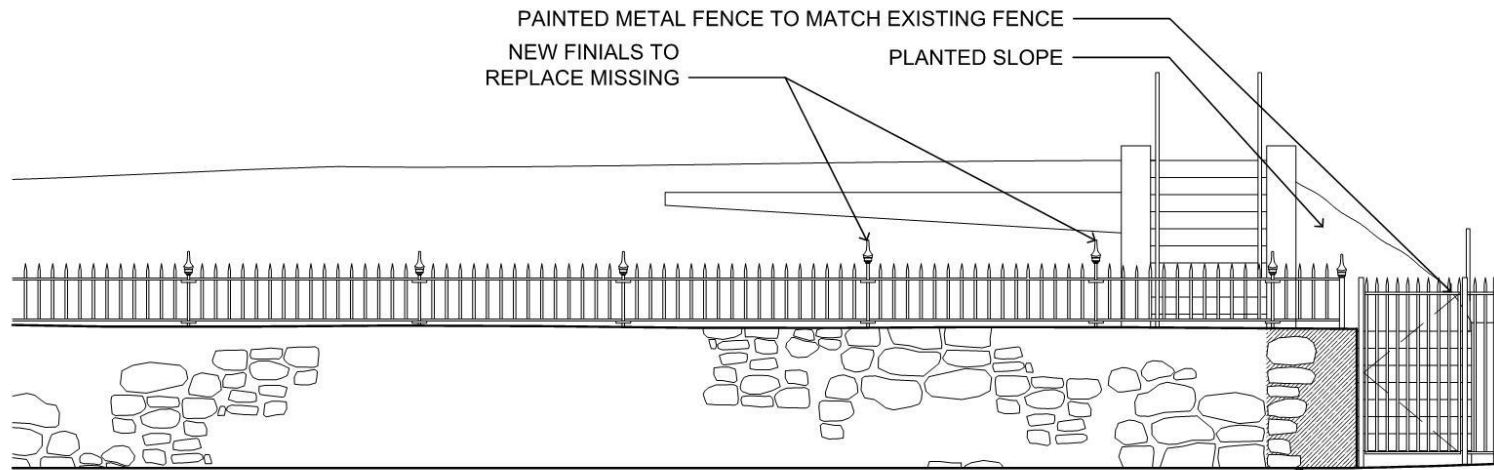 PAINTED METAL FENCE TO MATCH EXISTING FENCE
NEW FINIALS TO
REPLACE MISSING
PLANTED SLOPE